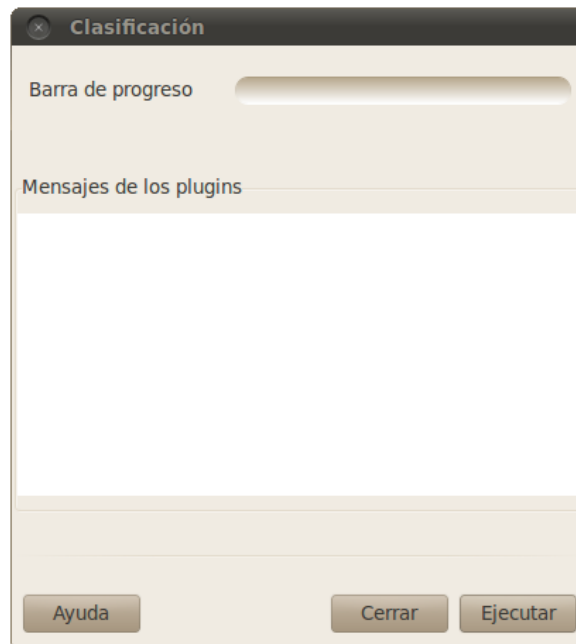 Clasificación
Barra de progreso
Mensajes de los plugins
Ayuda Cerrar Ejecutar